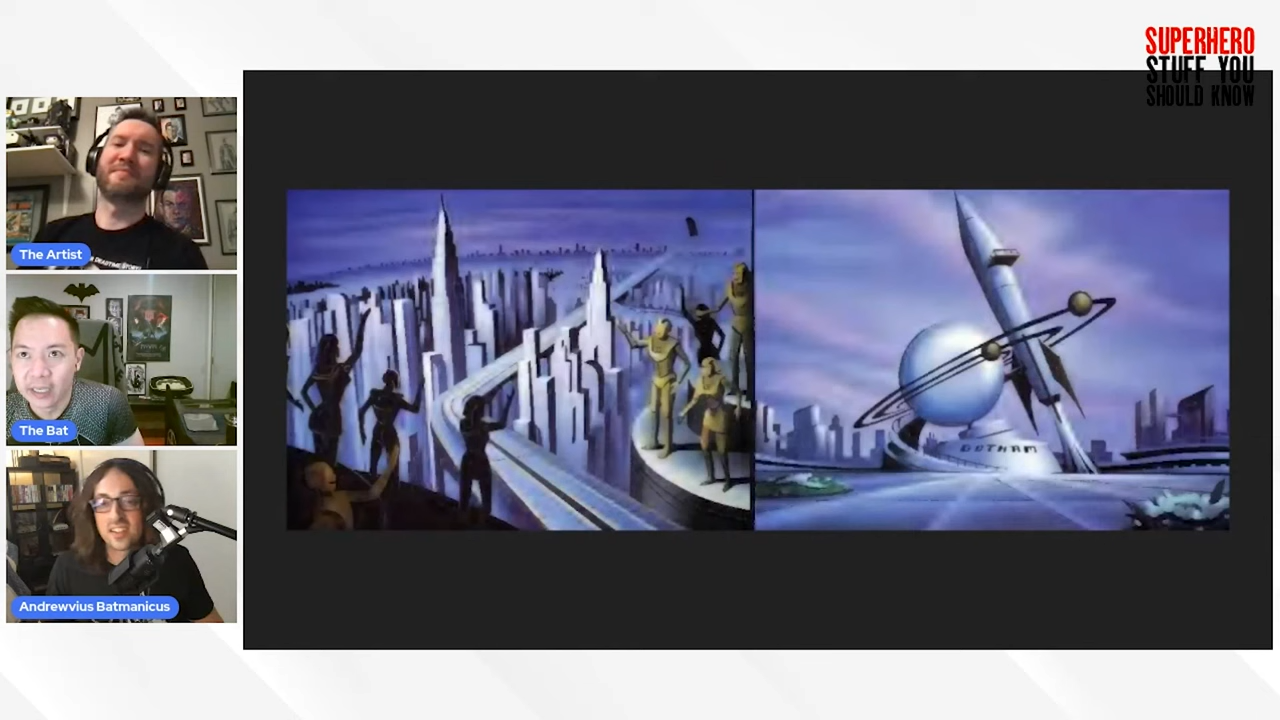 SUPERHERO
STUFF YOU
SHOULD KNOW
The Artist
The Bat
Andrewvius Batmanicus
GOTHAM